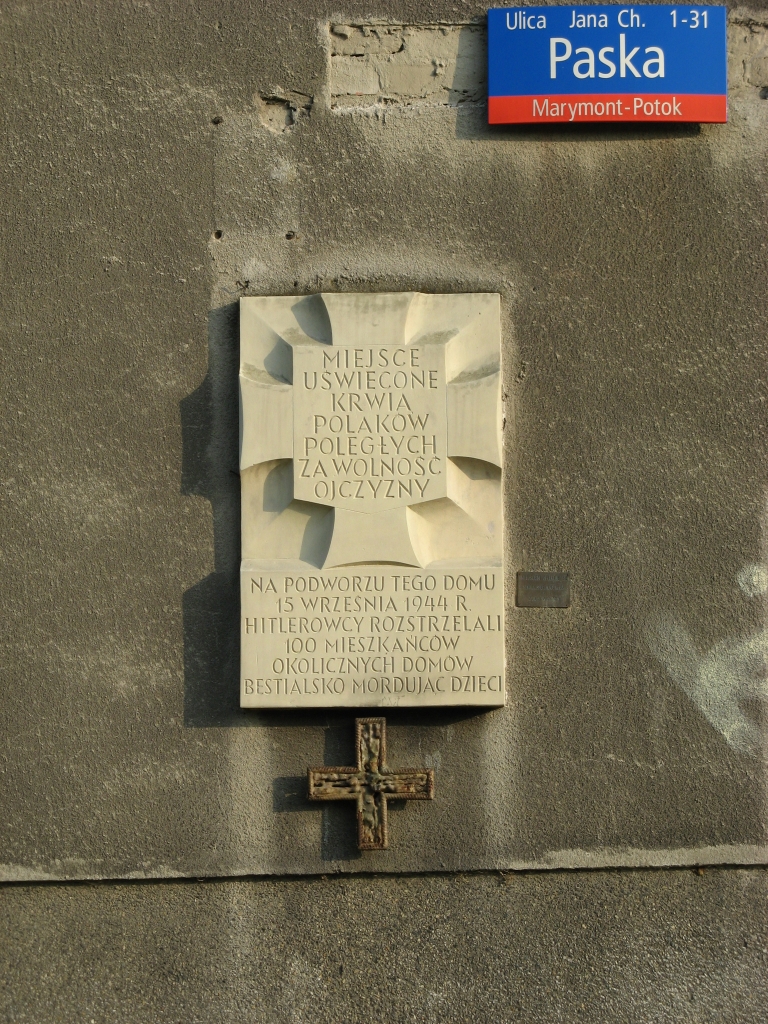 Ulica Jana Ch. 1-31
Paska
Marymont-Potok
MIEJSCE
UŚWIĘCONE
KRWIĄ
POLAKÓW
POLEGŁYCH
ZA WOLNOŚĆ
OJCZYZNY
NA PODWORZU TEGO DOMU
15 WRZEŚNIA 1944 R.
HITLEROWCY ROZSTRZELALI
100 MIESZKAŃCÓW
OKOLICZNYCH DOMÓW
BESTIALSKO MORDUJĄC DZIECI